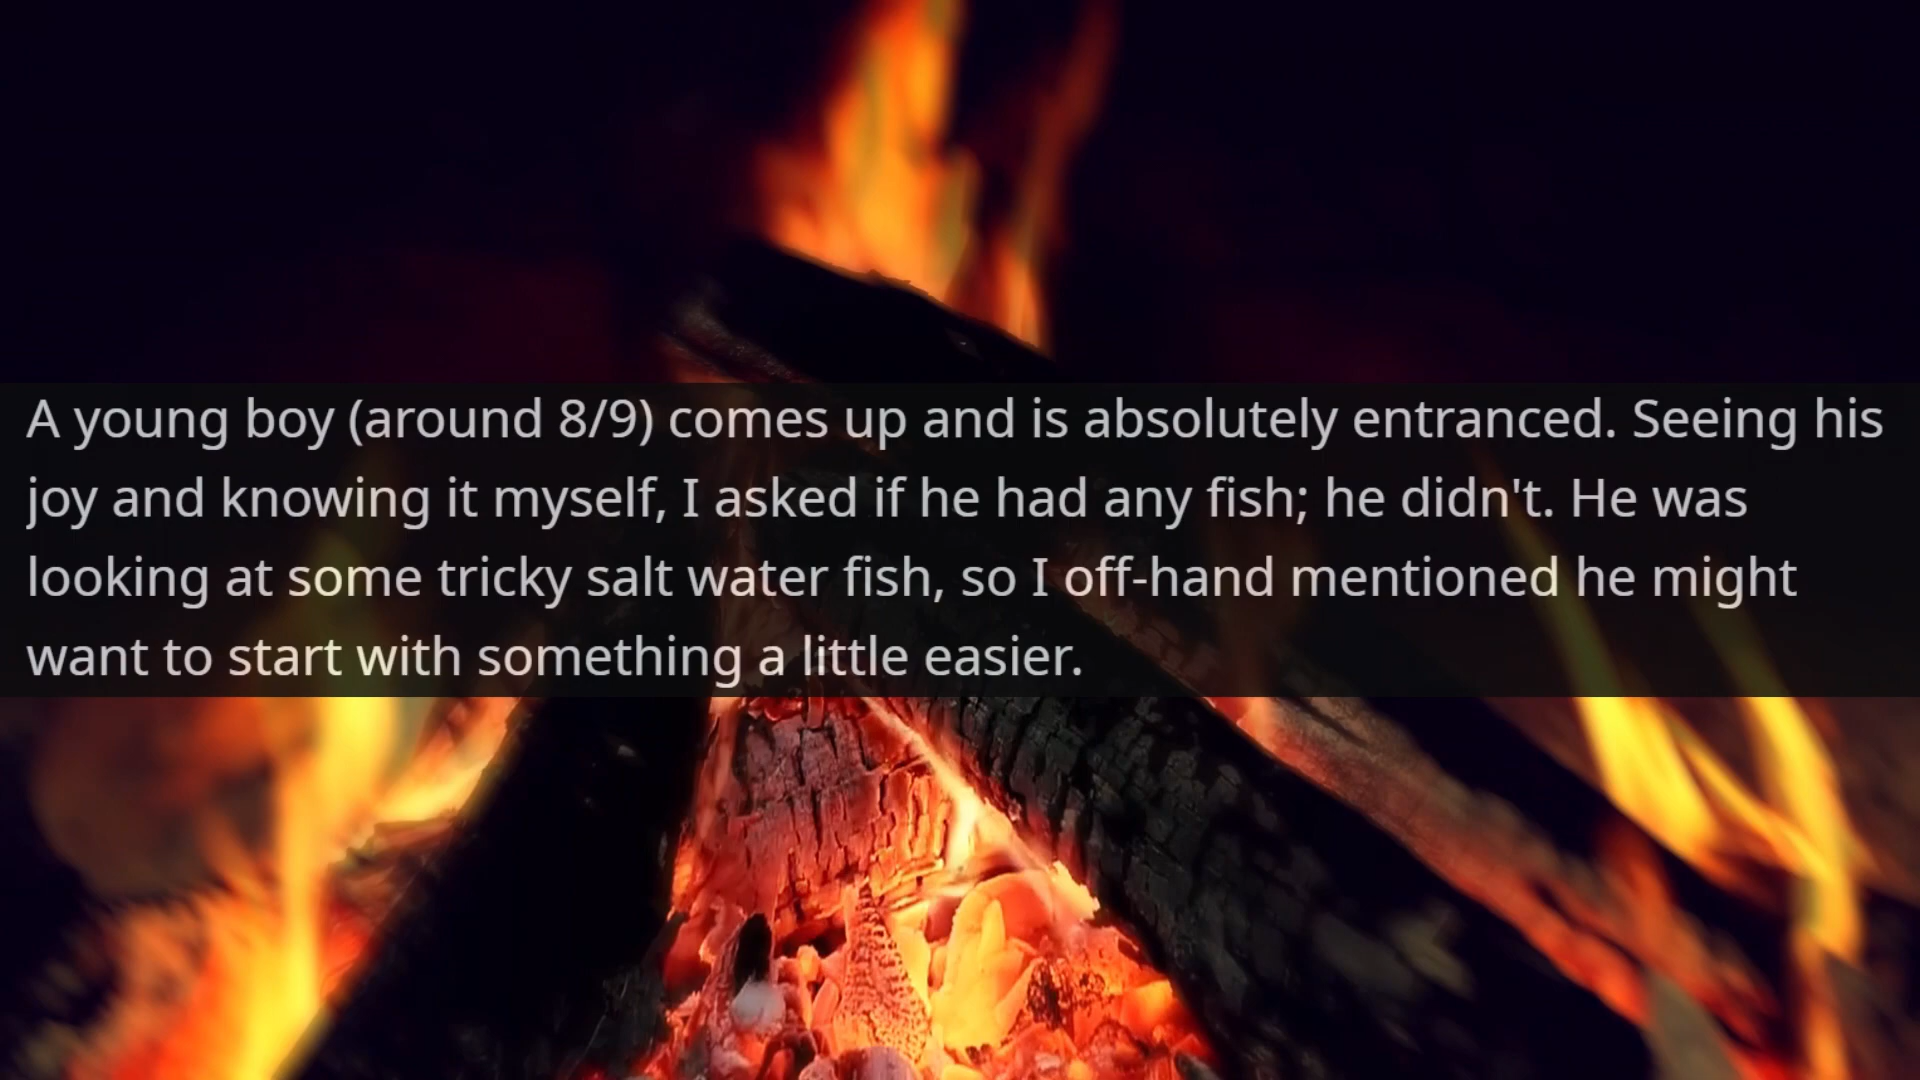 A young boy (around 8/9) comes up and is absolutely entranced. Seeing his
joy and knowing it myself, I asked if he had any fish; he didn't. He was
looking at some tricky salt water fish, so I off-hand mentioned he might
want to start with something a little easier.